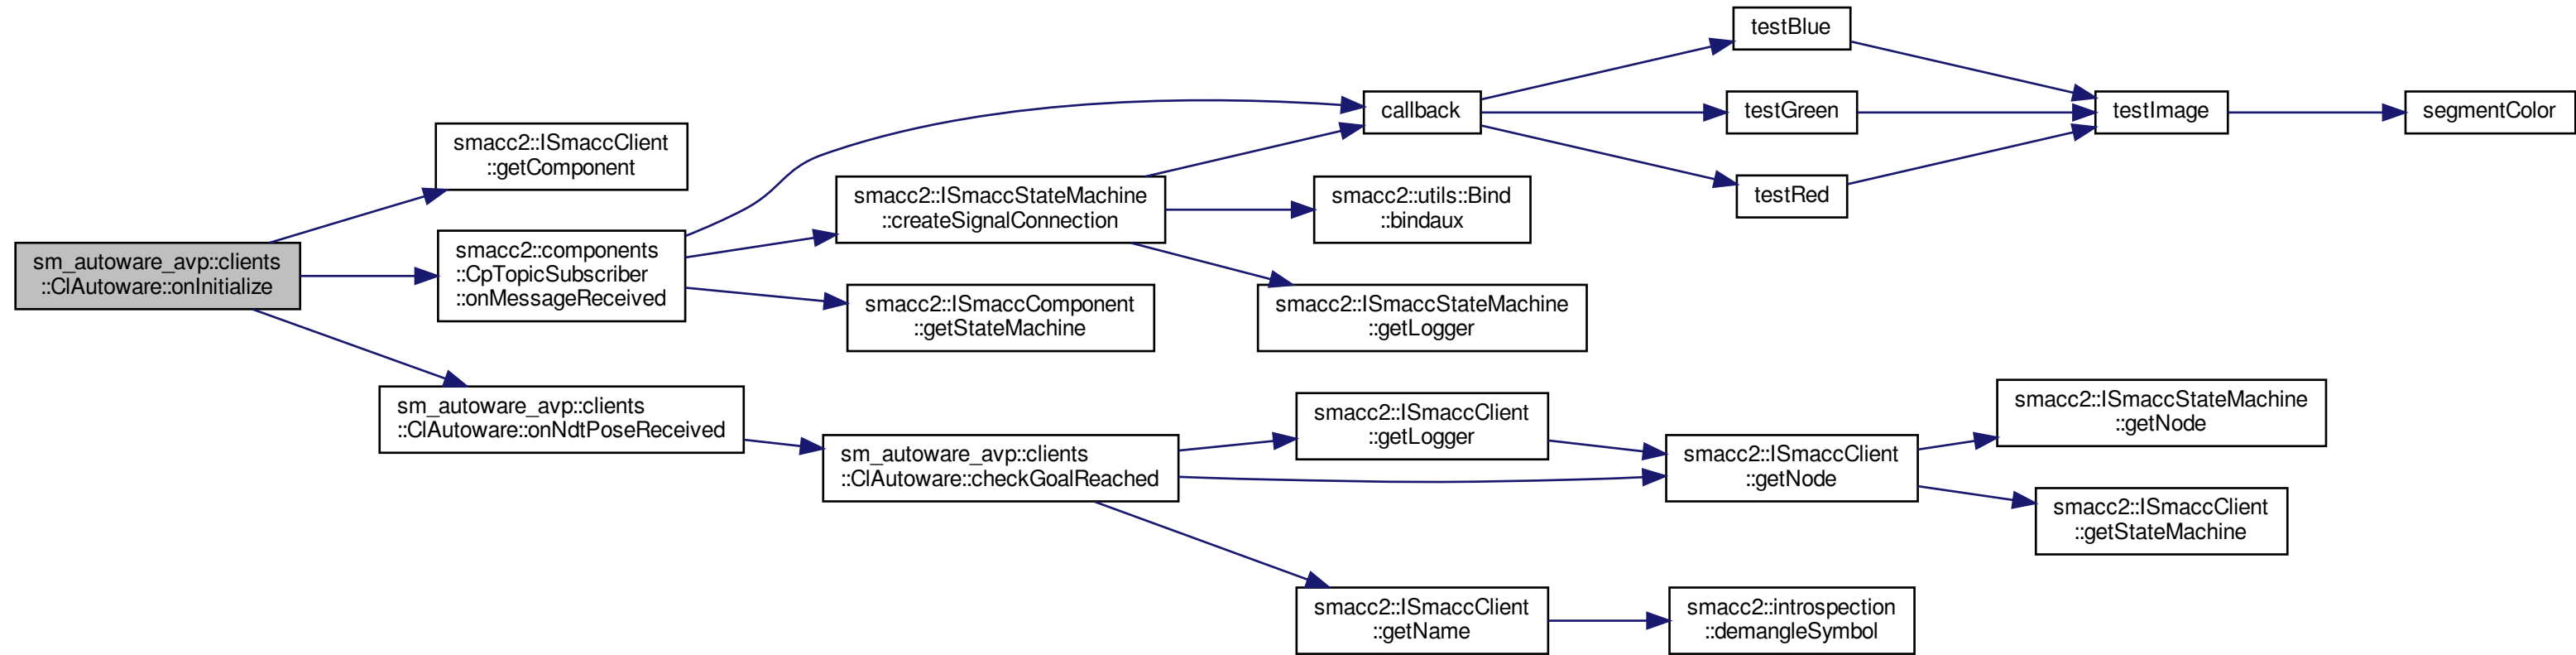 sm_autoware_avp::clients
::ClAutoware::onInitialize
smacc2::ISmaccClient
::getComponent
smacc2::components
::CpTopicSubscriber
::onMessageReceived
sm_autoware_avp::clients
::ClAutoware::onNdtPoseReceived
smacc2::ISmaccStateMachine
::createSignalConnection
smacc2::ISmaccComponent
::getStateMachine
sm_autoware_avp::clients
::ClAutoware::checkGoalReached
callback
smacc2::utils::Bind
::bindaux
smacc2::ISmaccStateMachine
::getLogger
smacc2::ISmaccClient
::getLogger
smacc2::ISmaccClient
::getName
testBlue
testGreen
testRed
smacc2::ISmaccClient
::getNode
smacc2::introspection
::demangleSymbol
testImage
smacc2::ISmaccStateMachine
::getNode
smacc2::ISmaccClient
::getStateMachine
segmentColor